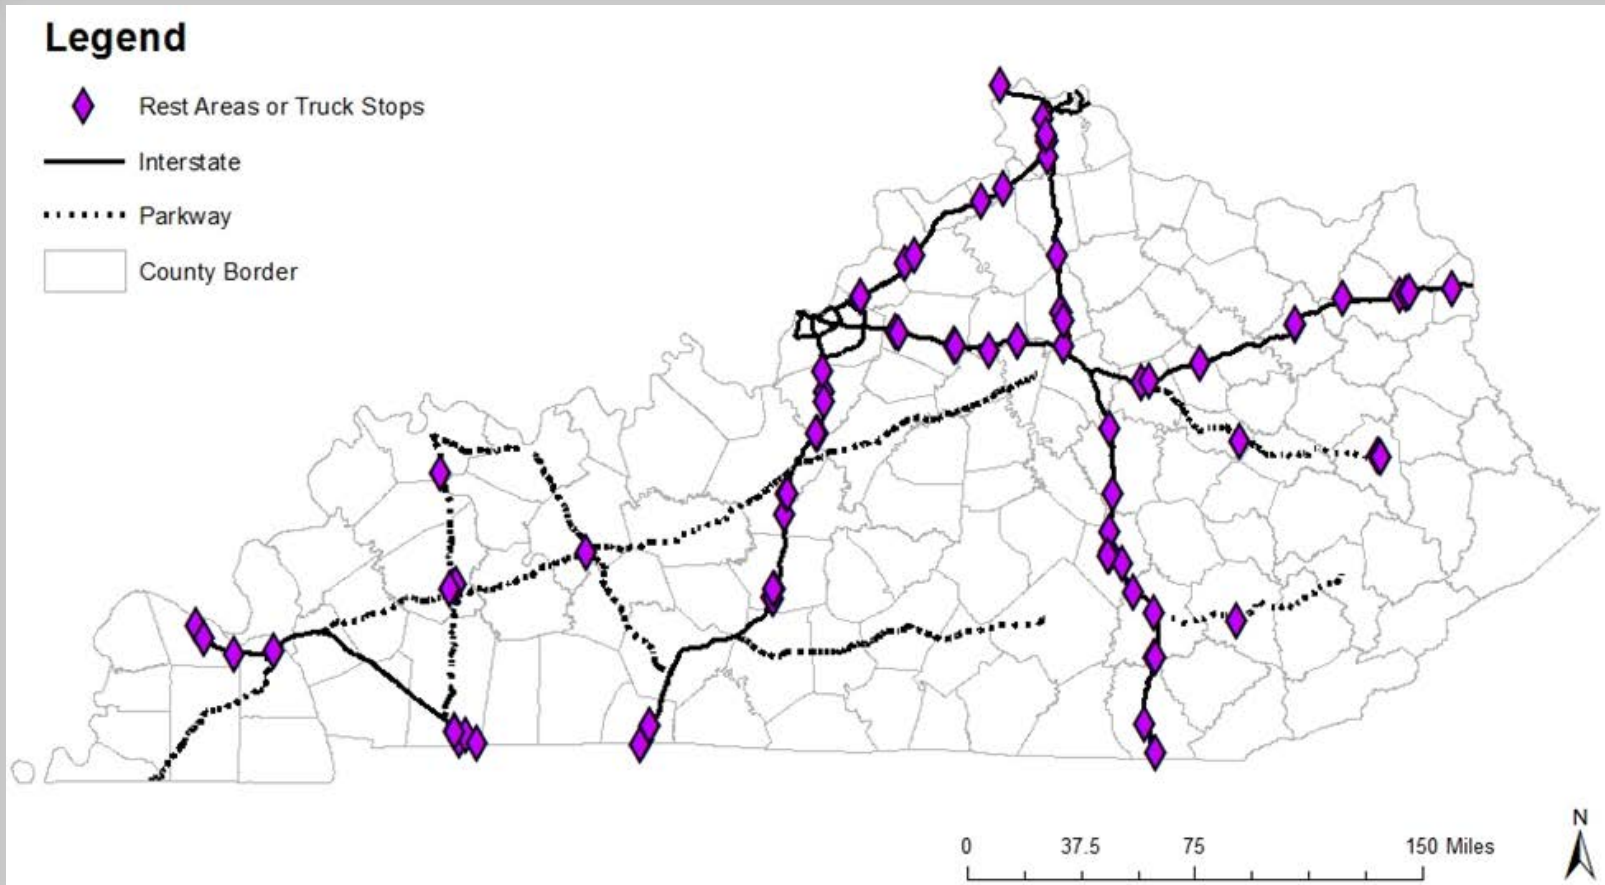 Legend
Rest Areas or Truck Stops
Interstate
Parkway
County Border
N
0 37.5 75 150 Miles